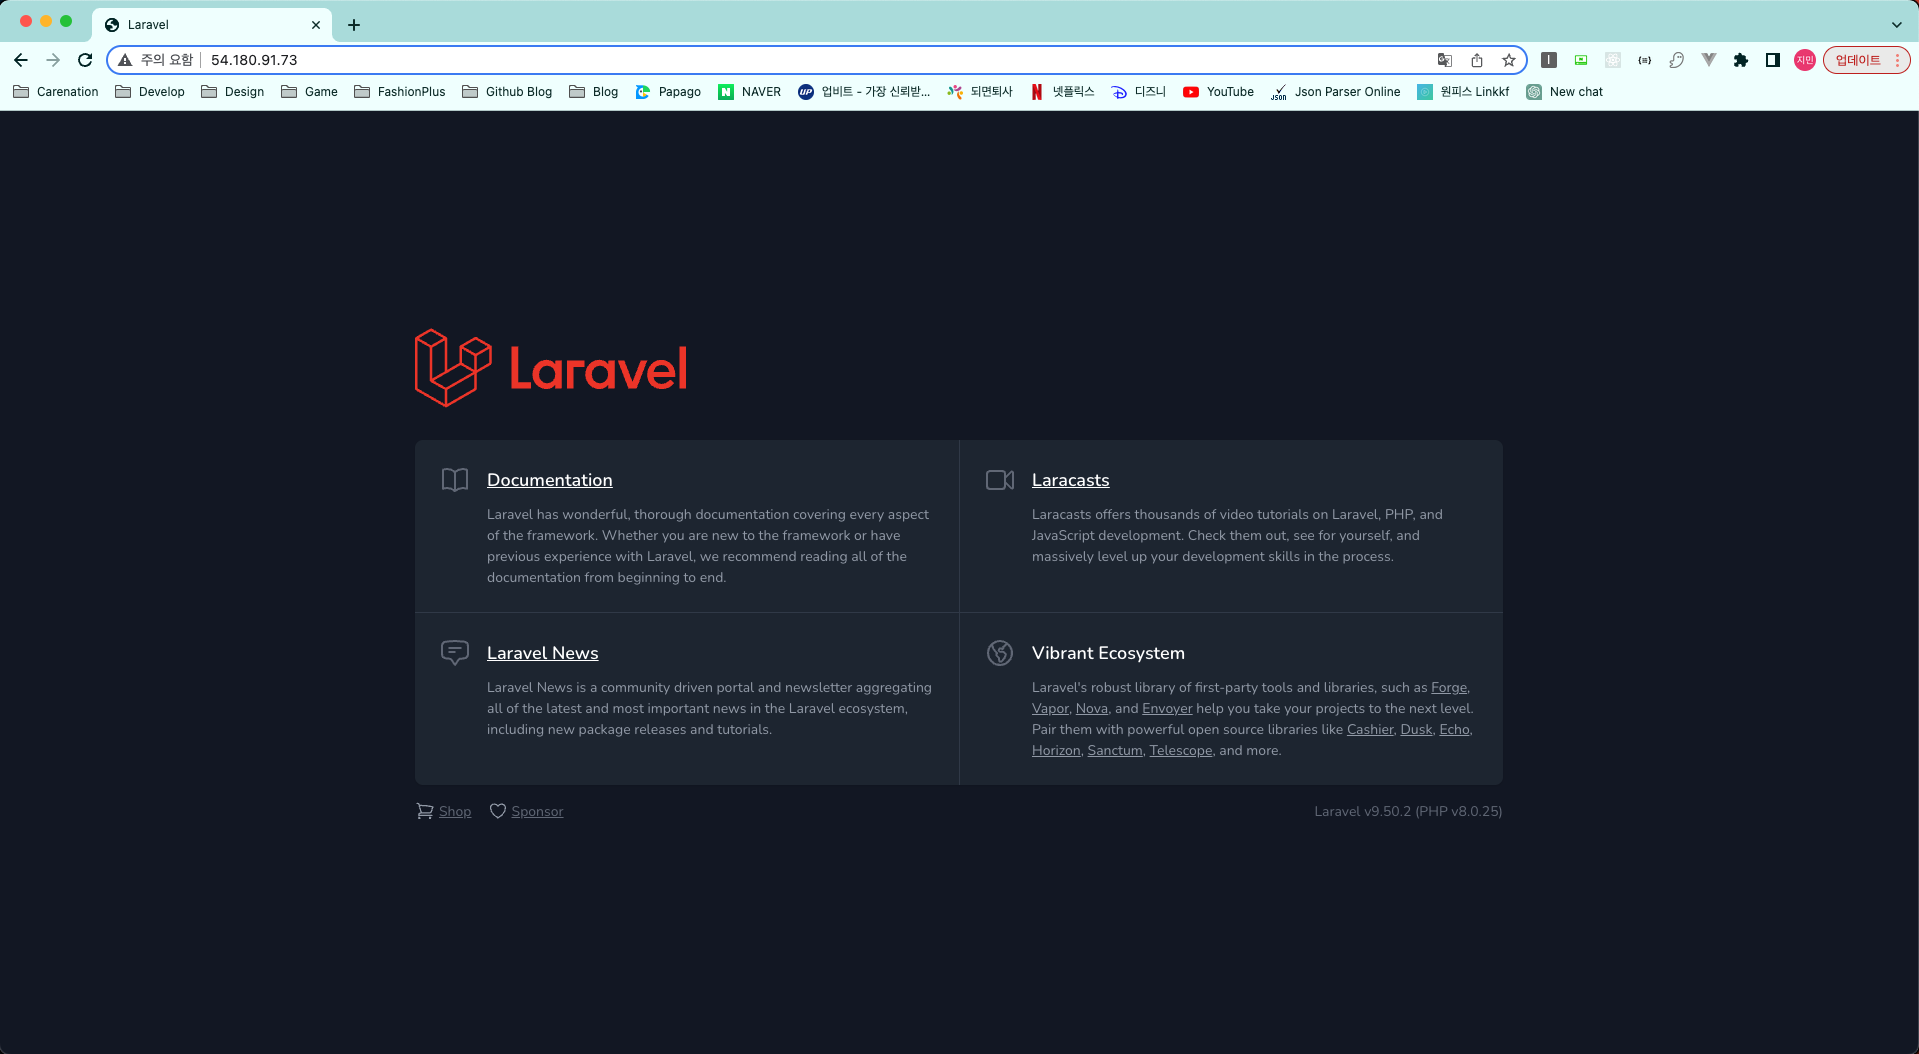 Laravel
주의 요함 54.180.91.73
지민 업데이트
Carenation Develop Design Game FashionPlus Github Blog Blog Papago NAVER 업비트 - 가장 신뢰받... 되면퇴사 넷플릭스 디즈니 YouTube Json Parser Online 원피스 Linkkf New chat
Laravel
Documentation
Laravel has wonderful, thorough documentation covering every aspect
of the framework. Whether you are new to the framework or have
previous experience with Laravel, we recommend reading all of the
documentation from beginning to end.
Laracasts
Laracasts offers thousands of video tutorials on Laravel, PHP, and
JavaScript development. Check them out, see for yourself, and
massively level up your development skills in the process.
Laravel News
Laravel News is a community driven portal and newsletter aggregating
all of the latest and most important news in the Laravel ecosystem,
including new package releases and tutorials.
Vibrant Ecosystem
Laravel's robust library of first-party tools and libraries, such as Forge,
Vapor, Nova, and Envoyer help you take your projects to the next level.
Pair them with powerful open source libraries like Cashier, Dusk, Echo,
Horizon, Sanctum, Telescope, and more.
Shop Sponsor
Laravel v9.50.2 (PHP v8.0.25)